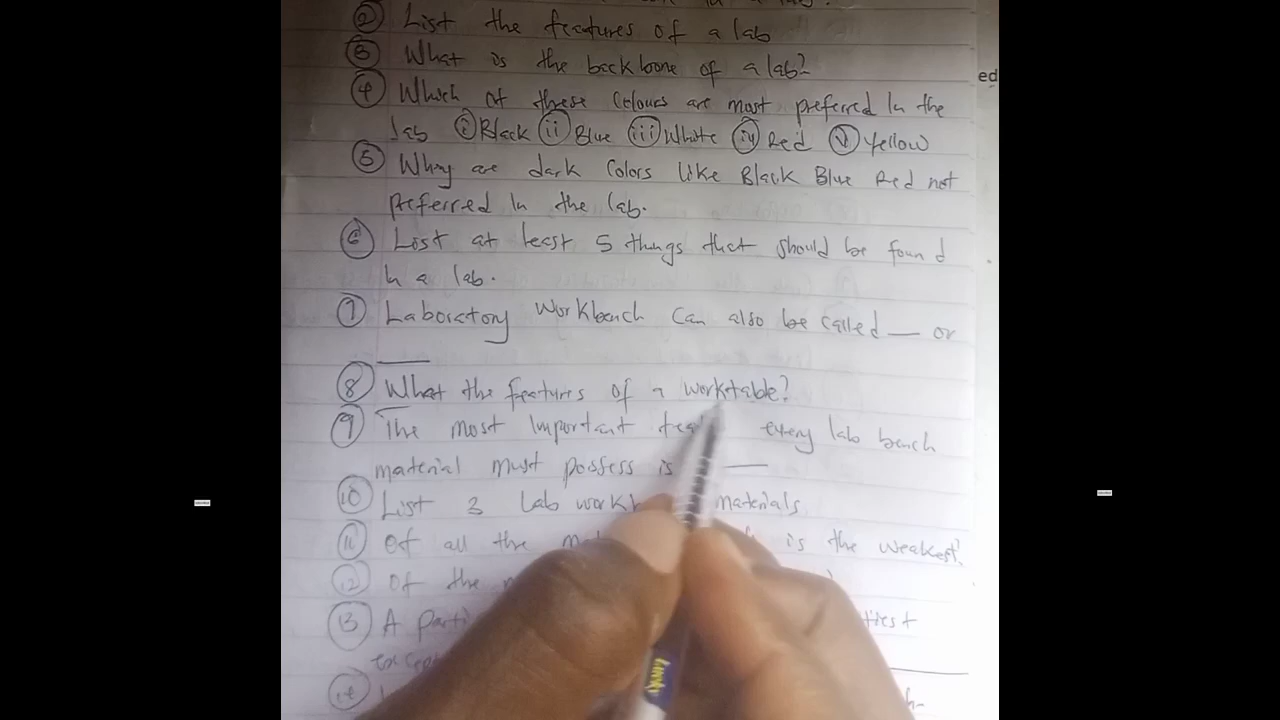 ② List the features of a lab
③ What is the backbone of a lab?
④ Which of these colours are most preferred in the
lab ⓘ Black ⓘⓘ Blue ⓘⓘⓘ White ⓘⓥ Red ⓥ Yellow
⑤ Why are dark colors like Black Blue Red not
preferred in the lab.
⑥ List at least 5 things that should be found
in a lab.
⑦ Laboratory workbench can also be called __ or
__
⑧ What the features of a worktable?
⑨ The most important every lab bench
material must possess is __
⑩ List 3 Lab materials
⑪ Of all the is the weakest?
⑫ Of the
⑬ A
⑭
ed